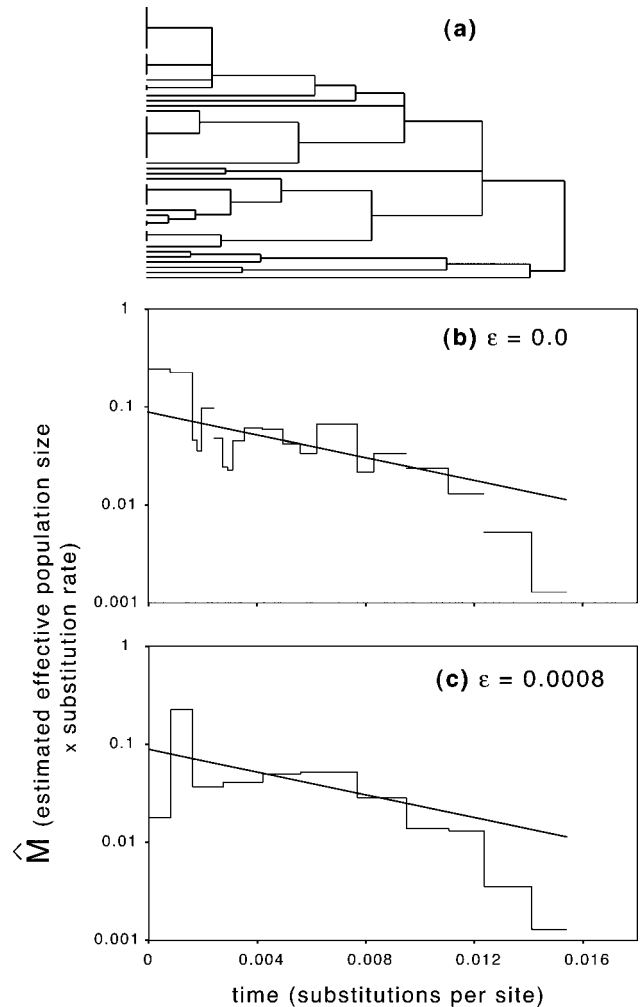 (a)
1
0.1
0.01
0.001
(b) ε = 0.0
1
0.1
0.01
0.001
(c) ε = 0.0008
M̂ (estimated effective population size
x substitution rate)
0
0.004
0.008
0.012
0.016
time (substitutions per site)